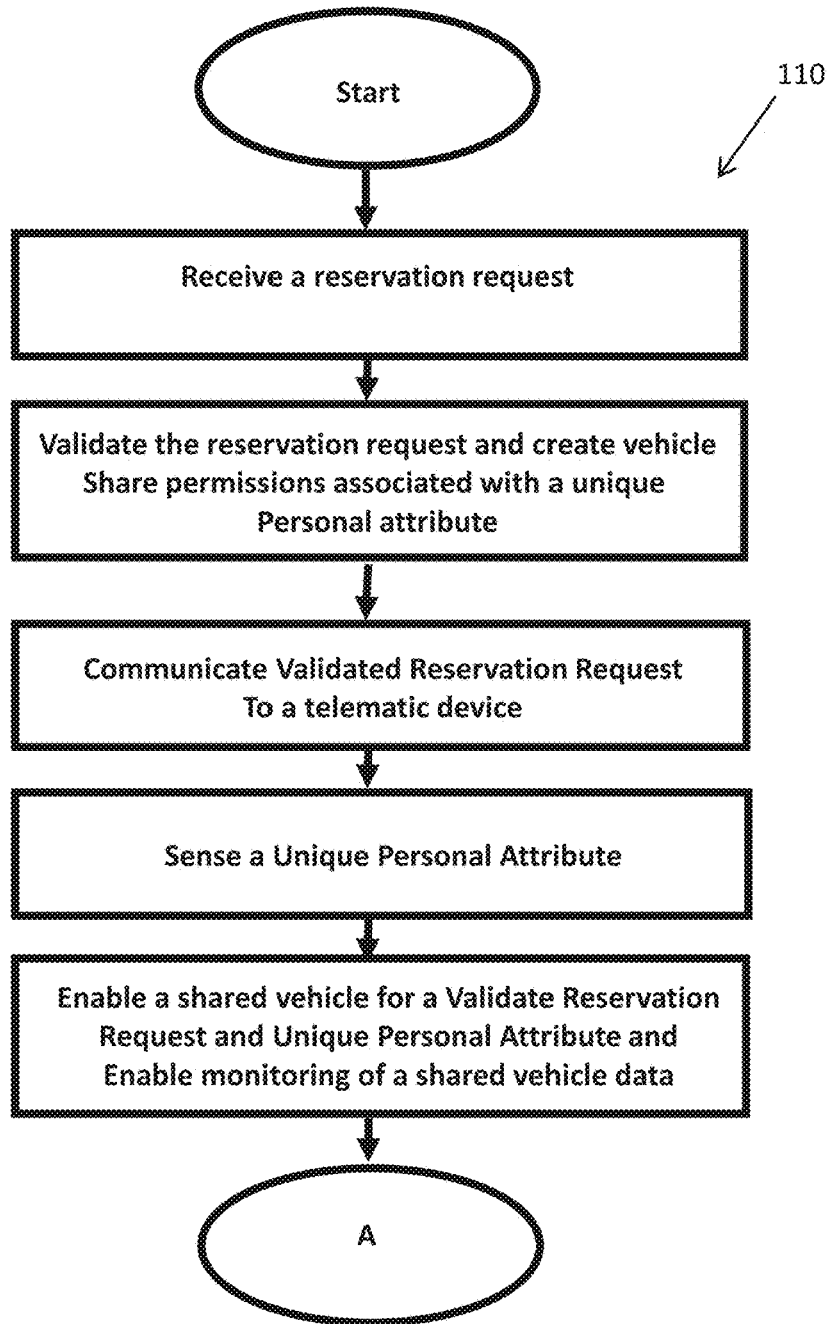 Start
110
Receive a reservation request
Validate the reservation request and create vehicle
Share permissions associated with a unique
Personal attribute
Communicate Validated Reservation Request
To a telematic device
Sense a Unique Personal Attribute
Enable a shared vehicle for a Validate Reservation
Request and Unique Personal Attribute and
Enable monitoring of a shared vehicle data
A